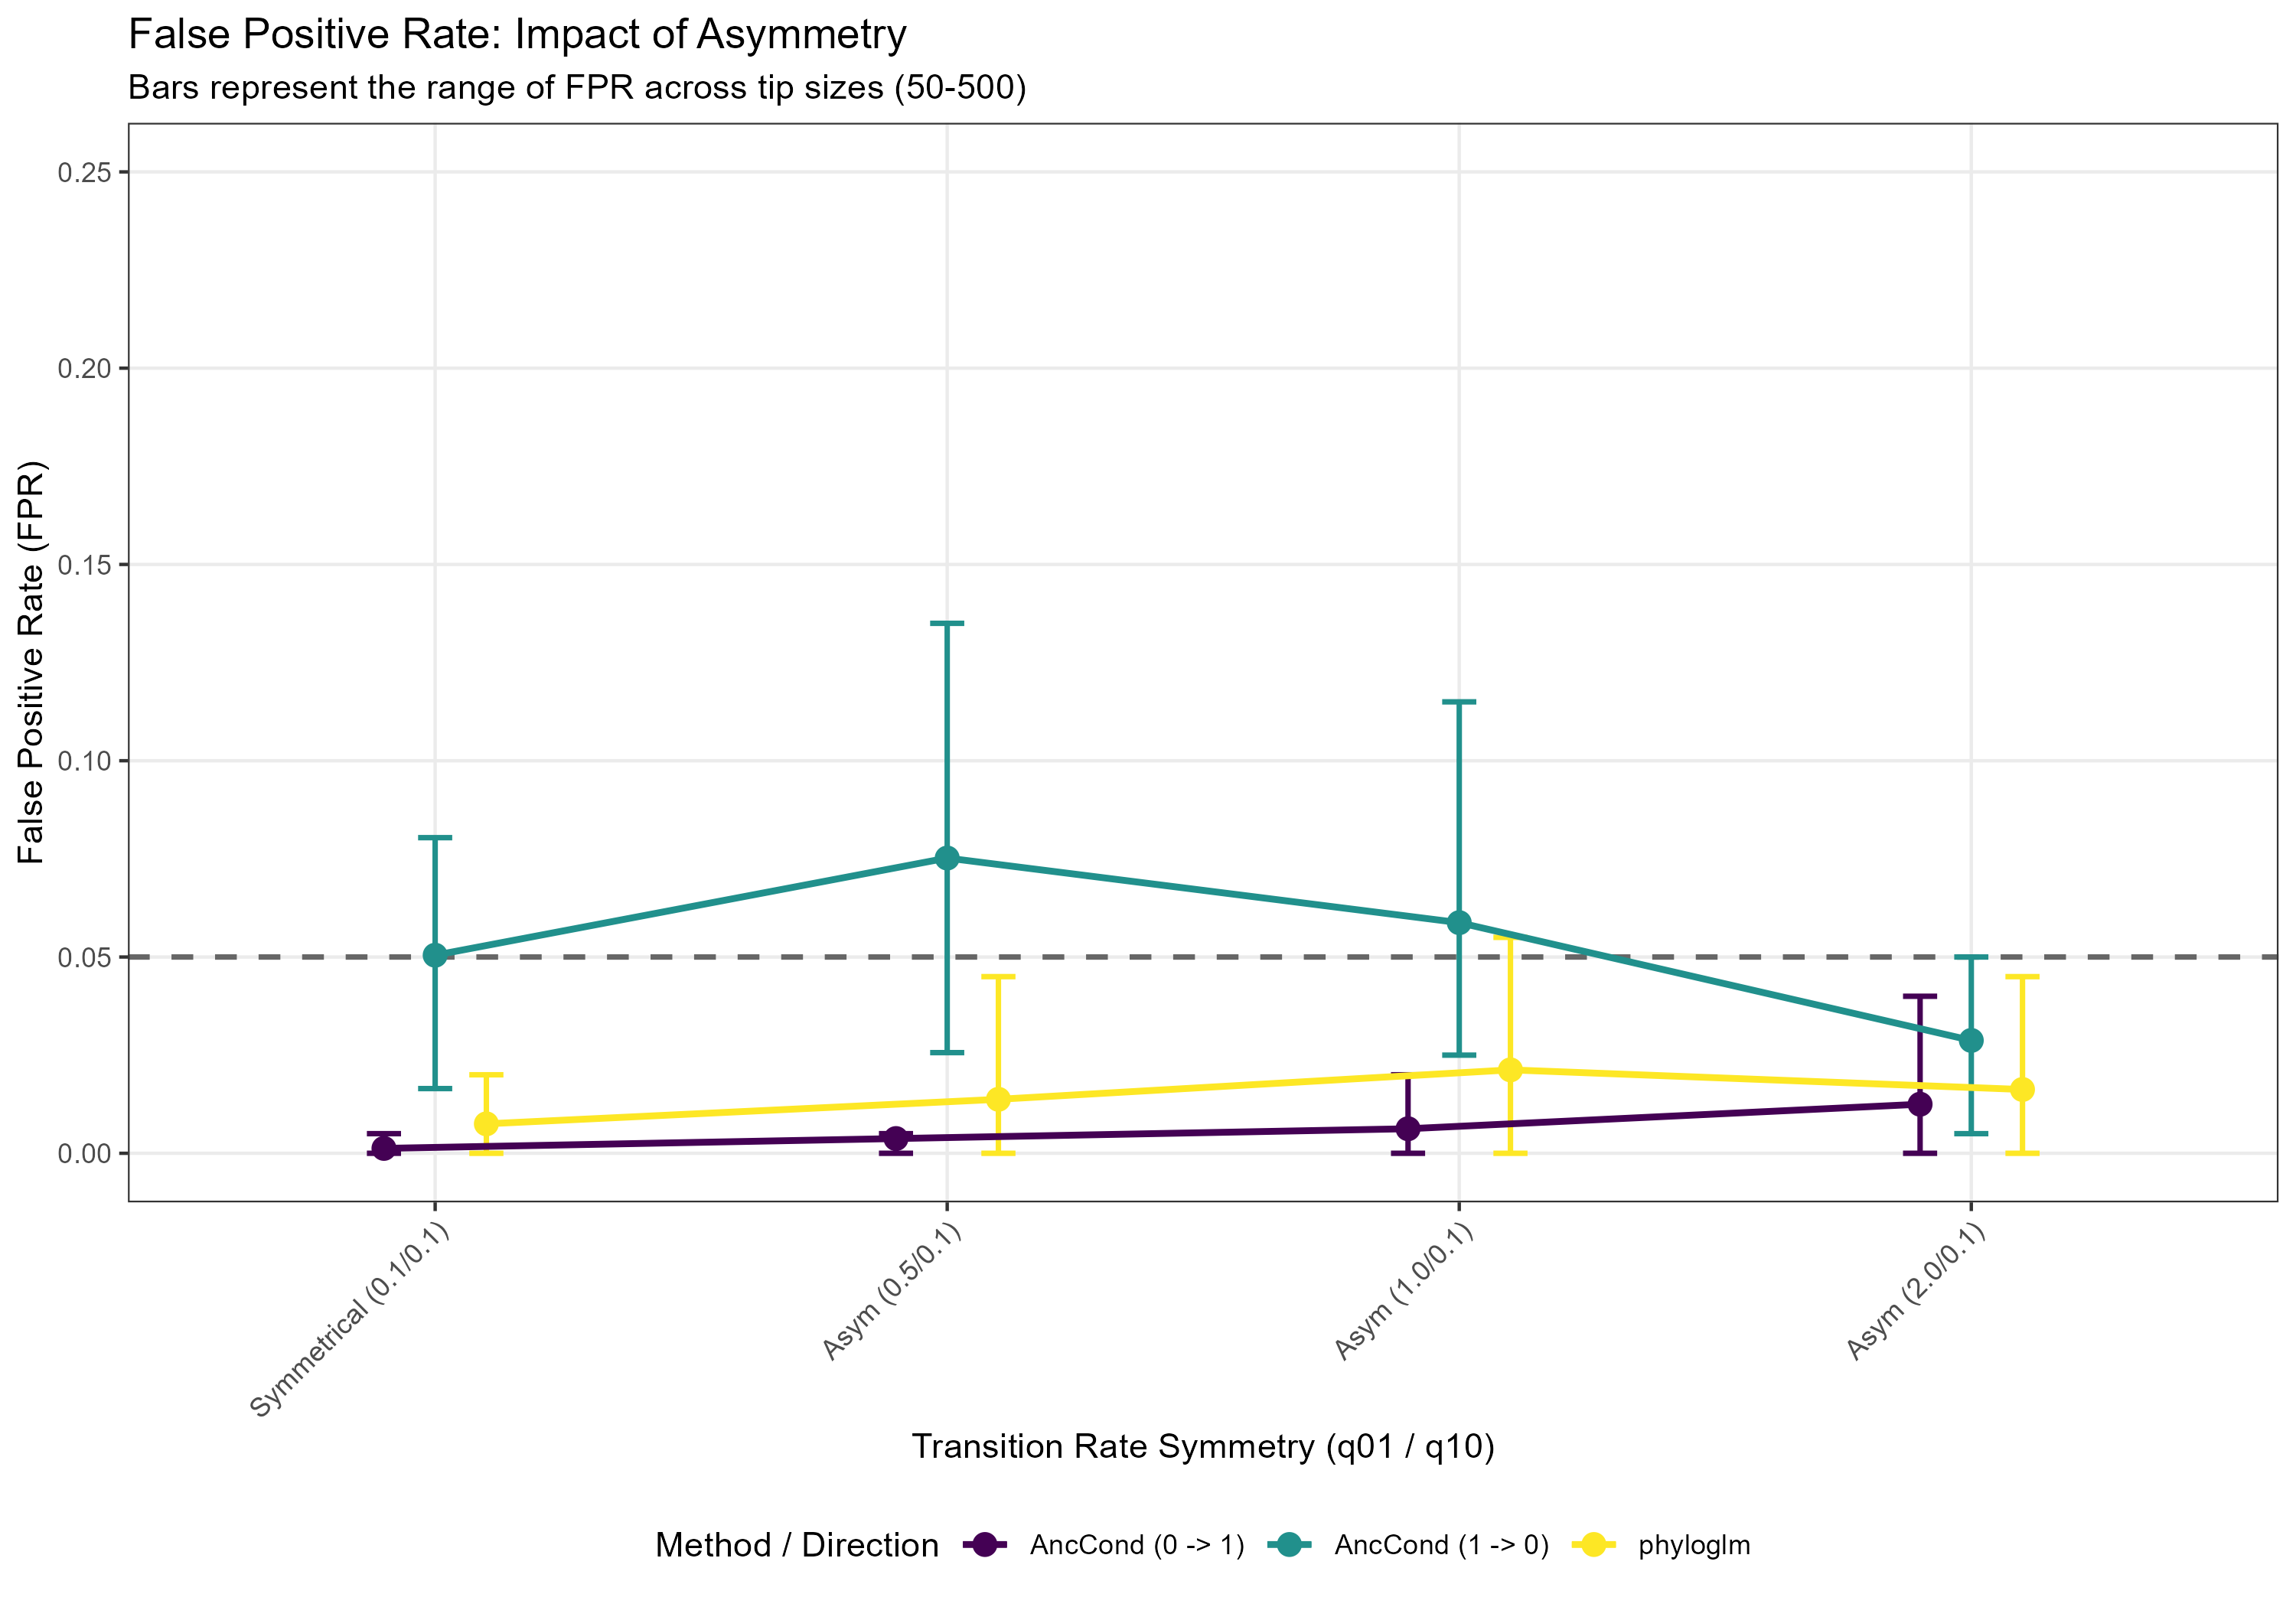 False Positive Rate: Impact of Asymmetry
Bars represent the range of FPR across tip sizes (50-500)
False Positive Rate (FPR)
0.25
0.20
0.15
0.10
0.05
0.00
Symmetrical (0.1/0.1)
Asym (0.5/0.1)
Asym (1.0/0.1)
Asym (2.0/0.1)
Transition Rate Symmetry (q01 / q10)
Method / Direction
AncCond (0 -> 1)
AncCond (1 -> 0)
phyloglm